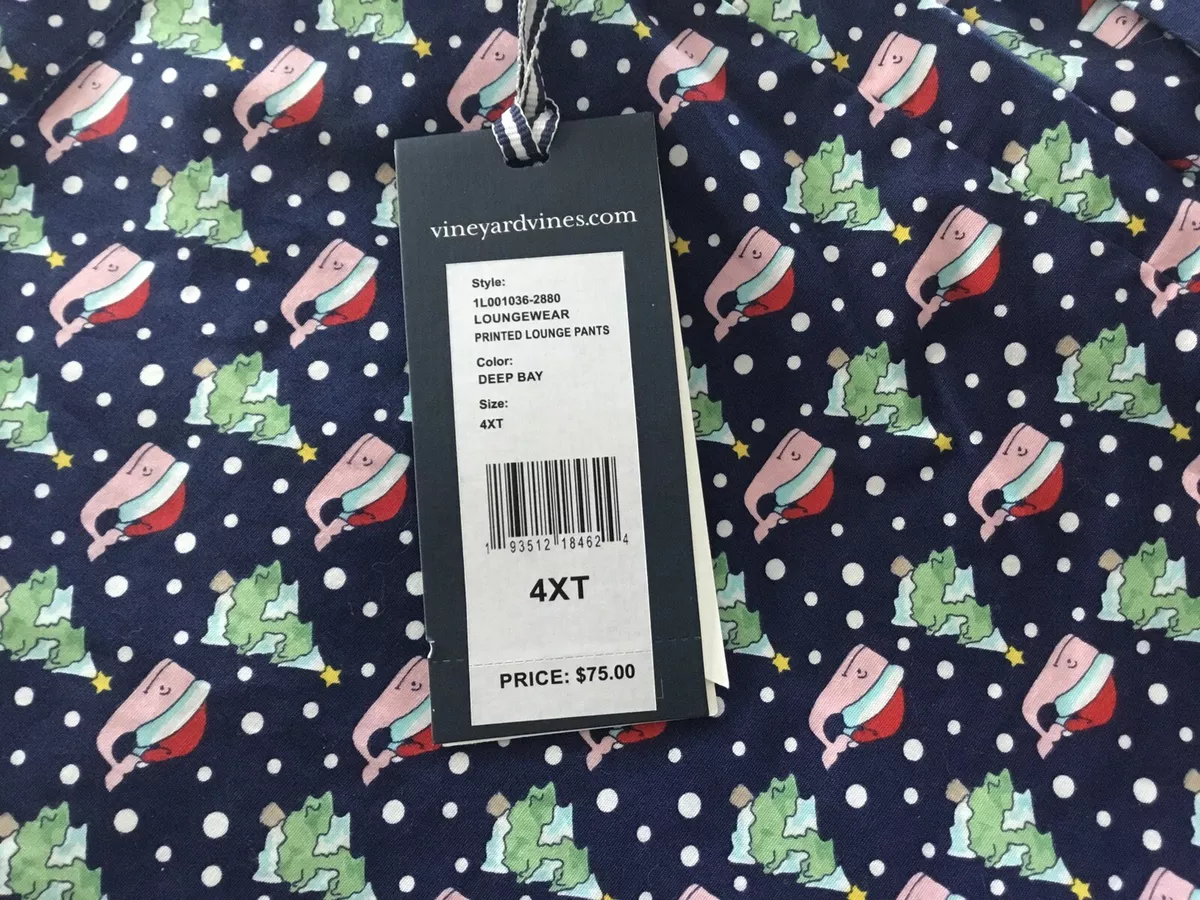 vineyardvines.com
Style:
1L001036-2880
LOUNGEWEAR
PRINTED LOUNGE PANTS
Color:
DEEP BAY
Size:
4XT
1 93512 18462 4
4XT
PRICE: $75.00